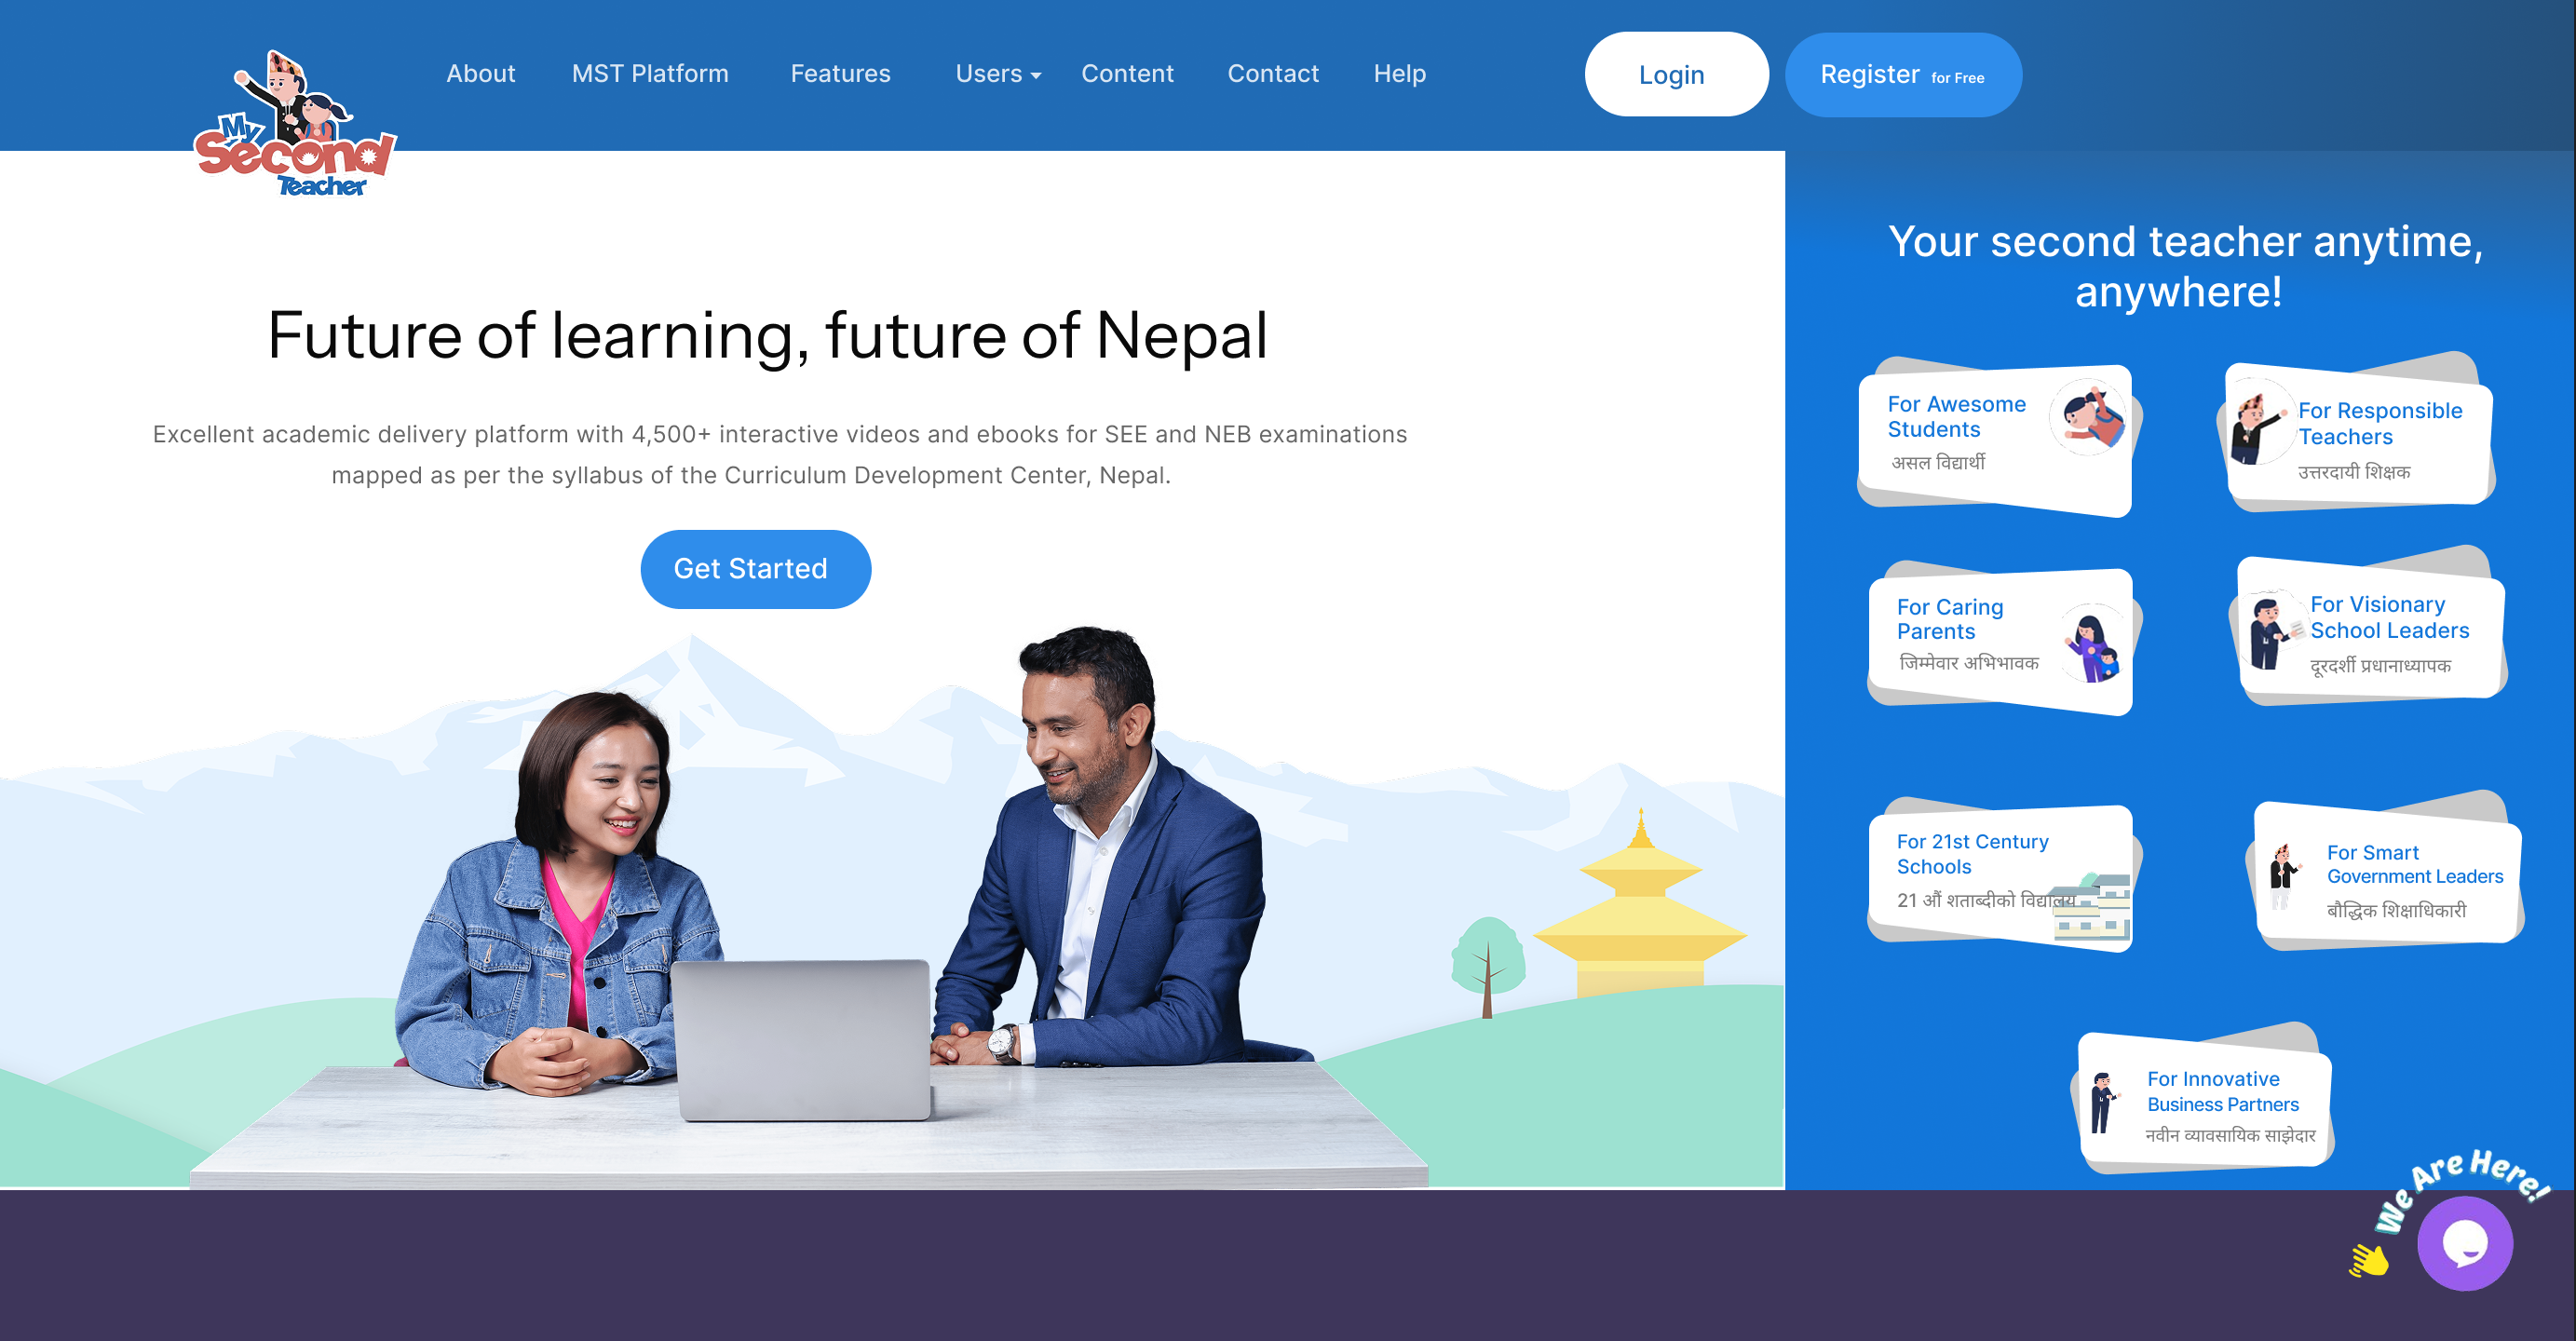 My
Second
Teacher
About
MST Platform
Features
Users
Content
Contact
Help
Login
Register for Free
Future of learning, future of Nepal
Excellent academic delivery platform with 4,500+ interactive videos and ebooks for SEE and NEB examinations
mapped as per the syllabus of the Curriculum Development Center, Nepal.
Get Started
Your second teacher anytime,
anywhere!
For Awesome
Students
असल विद्यार्थी
For Responsible
Teachers
उत्तरदायी शिक्षक
For Caring
Parents
जिम्मेवार अभिभावक
For Visionary
School Leaders
दूरदर्शी प्रधानाध्यापक
For 21st Century
Schools
21 औं शताब्दीको विद्यालय
For Smart
Government Leaders
बौद्धिक शिक्षाधिकारी
For Innovative
Business Partners
नवीन व्यावसायिक साझेदार
We Are Here!